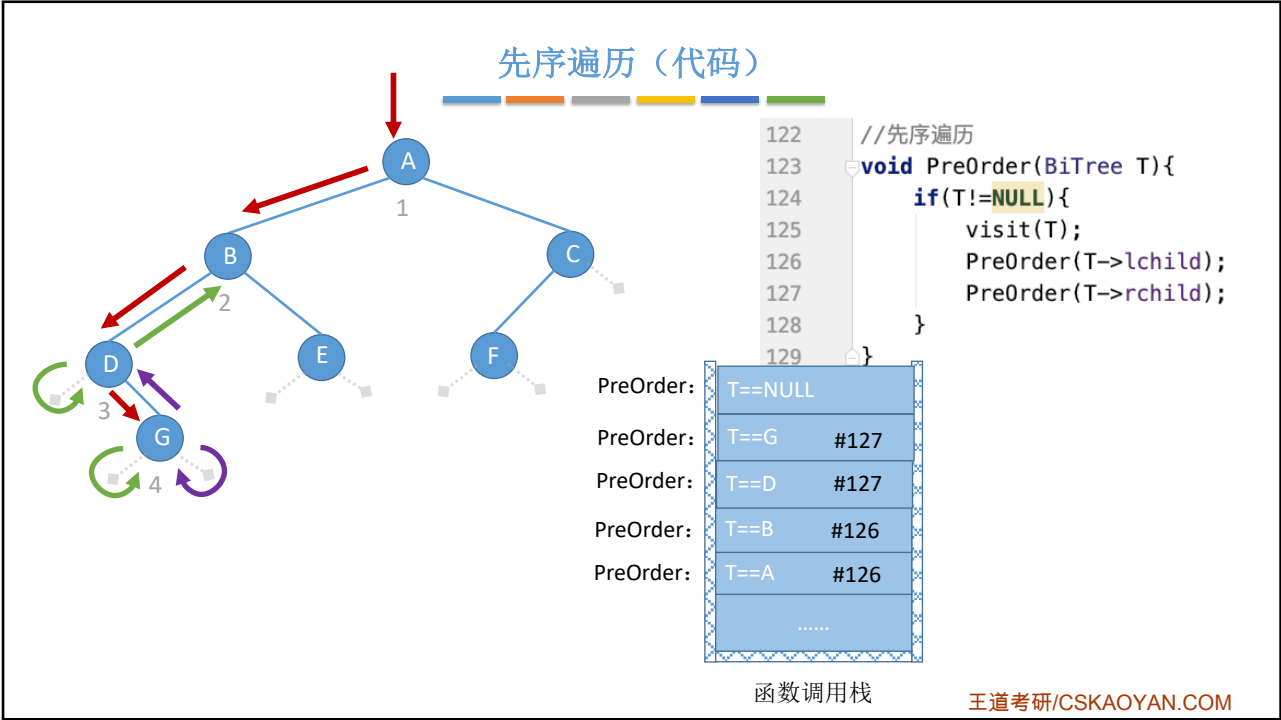 先序遍历（代码）
A
1
B
C
2
D
E
F
3
G
4
122 //先序遍历
123 void PreOrder(BiTree T){
124 if(T!=NULL){
125 visit(T);
126 PreOrder(T->lchild);
127 PreOrder(T->rchild);
128 }
129 }
PreOrder： T==NULL
PreOrder： T==G #127
PreOrder： T==D #127
PreOrder： T==B #126
PreOrder： T==A #126
……
函数调用栈
王道考研/CSKAOYAN.COM